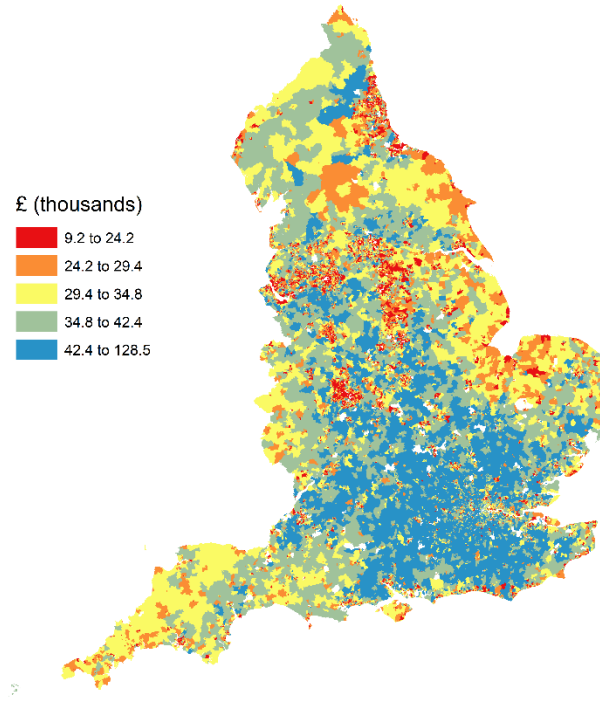 £ (thousands)
9.2 to 24.2
24.2 to 29.4
29.4 to 34.8
34.8 to 42.4
42.4 to 128.5